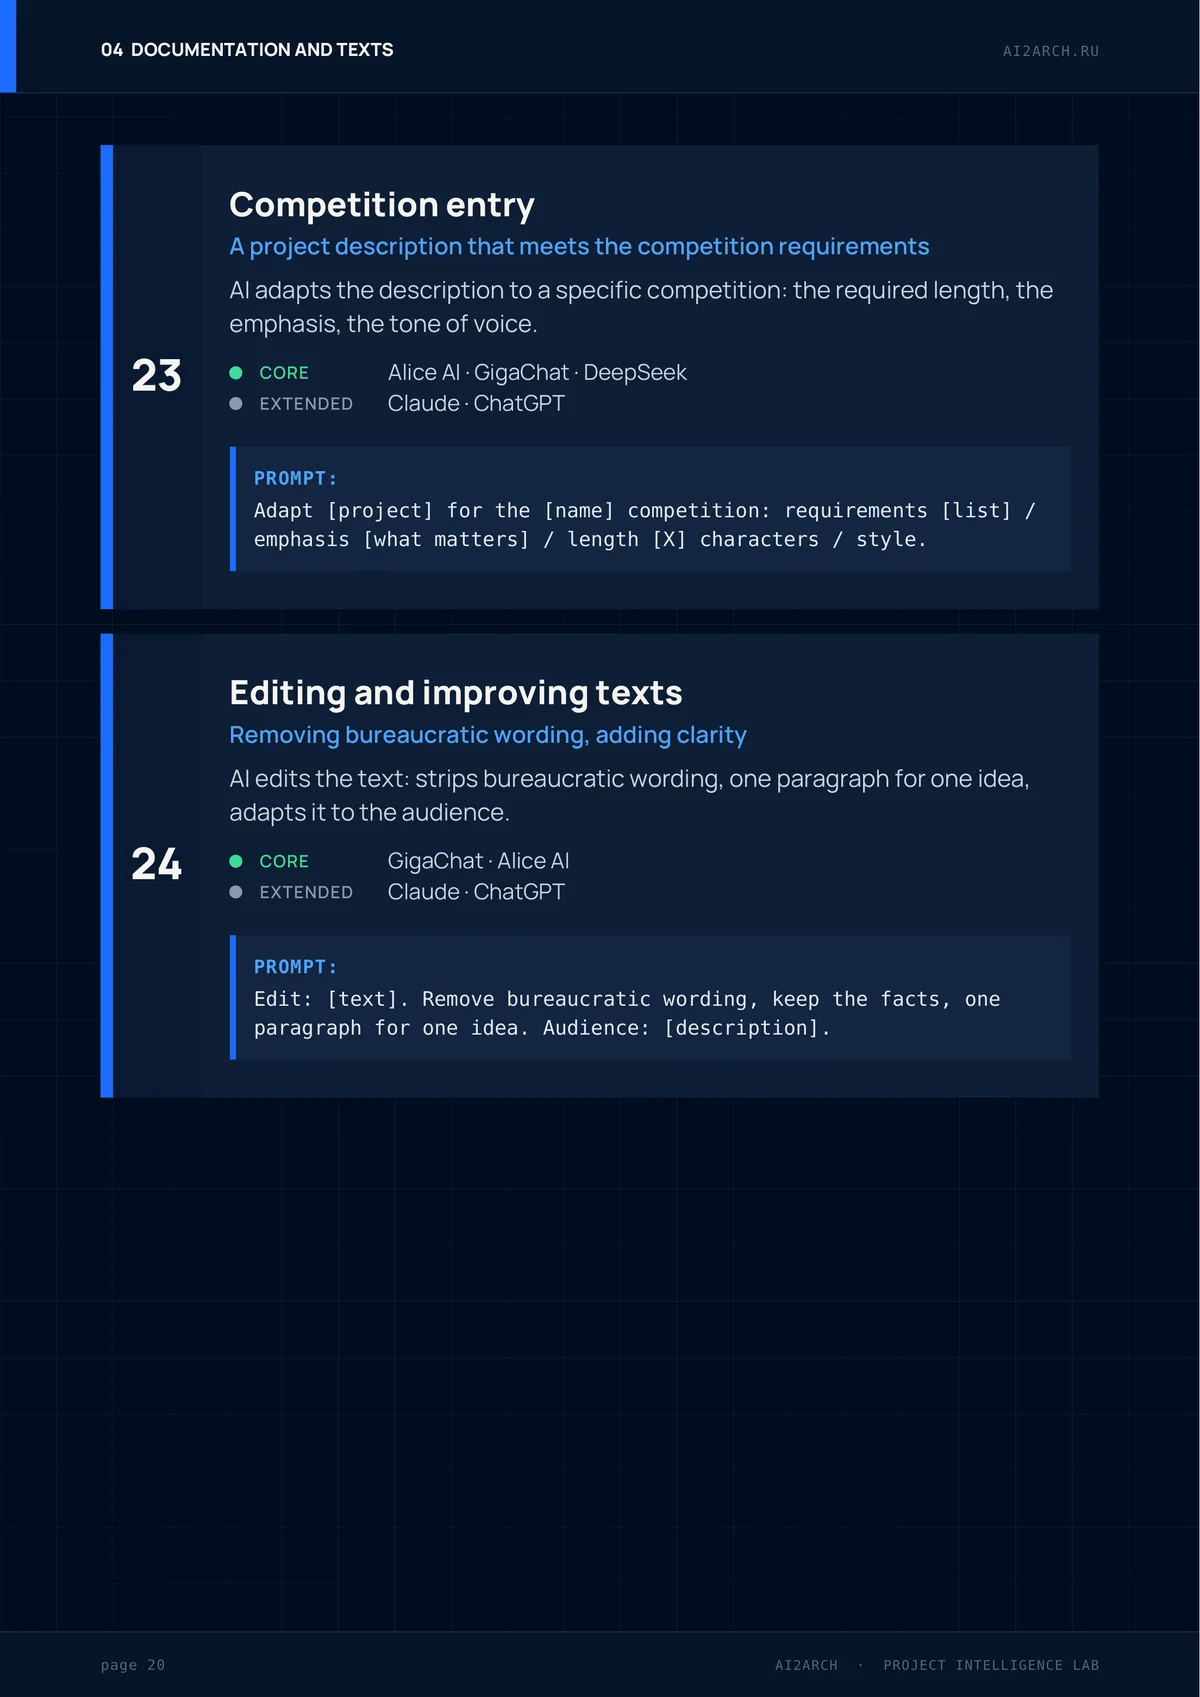 04 DOCUMENTATION AND TEXTS
AI2ARCH.RU
23
Competition entry
A project description that meets the competition requirements
AI adapts the description to a specific competition: the required length, the
emphasis, the tone of voice.
CORE Alice AI · GigaChat · DeepSeek
EXTENDED Claude · ChatGPT
PROMPT:
Adapt [project] for the [name] competition: requirements [list] /
emphasis [what matters] / length [X] characters / style.
24
Editing and improving texts
Removing bureaucratic wording, adding clarity
AI edits the text: strips bureaucratic wording, one paragraph for one idea,
adapts it to the audience.
CORE GigaChat · Alice AI
EXTENDED Claude · ChatGPT
PROMPT:
Edit: [text]. Remove bureaucratic wording, keep the facts, one
paragraph for one idea. Audience: [description].
page 20
AI2ARCH · PROJECT INTELLIGENCE LAB